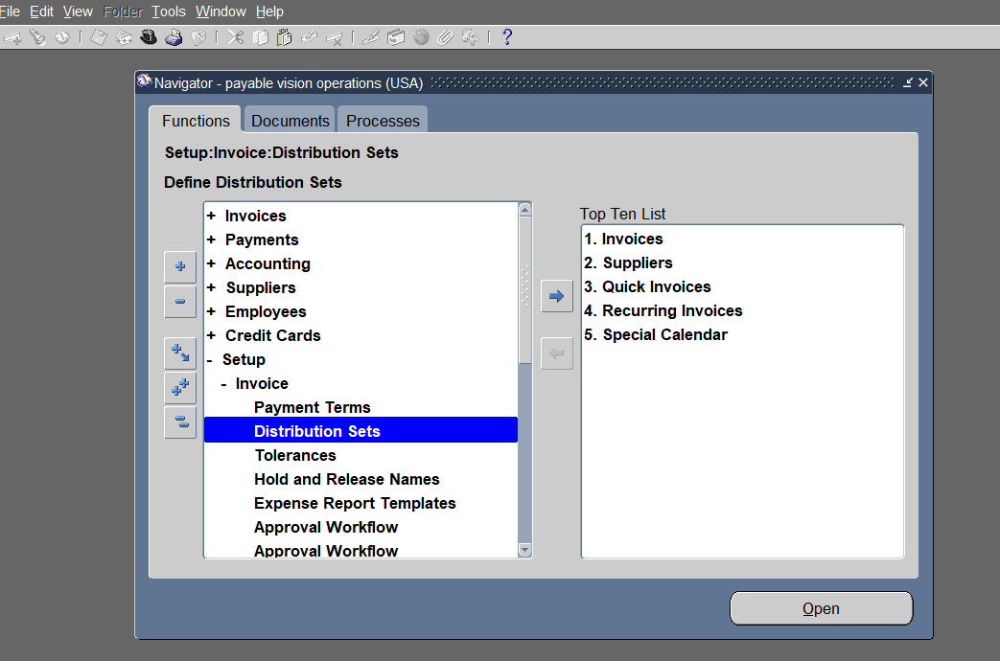 File Edit View Folder Tools Window Help
?
Navigator - payable vision operations (USA)
Functions Documents Processes
Setup:Invoice:Distribution Sets
Define Distribution Sets
+ Invoices
+ Payments
+ Accounting
+ Suppliers
+ Employees
+ Credit Cards
- Setup
- Invoice
Payment Terms
Distribution Sets
Tolerances
Hold and Release Names
Expense Report Templates
Approval Workflow
Approval Workflow
Top Ten List
1. Invoices
2. Suppliers
3. Quick Invoices
4. Recurring Invoices
5. Special Calendar
Open